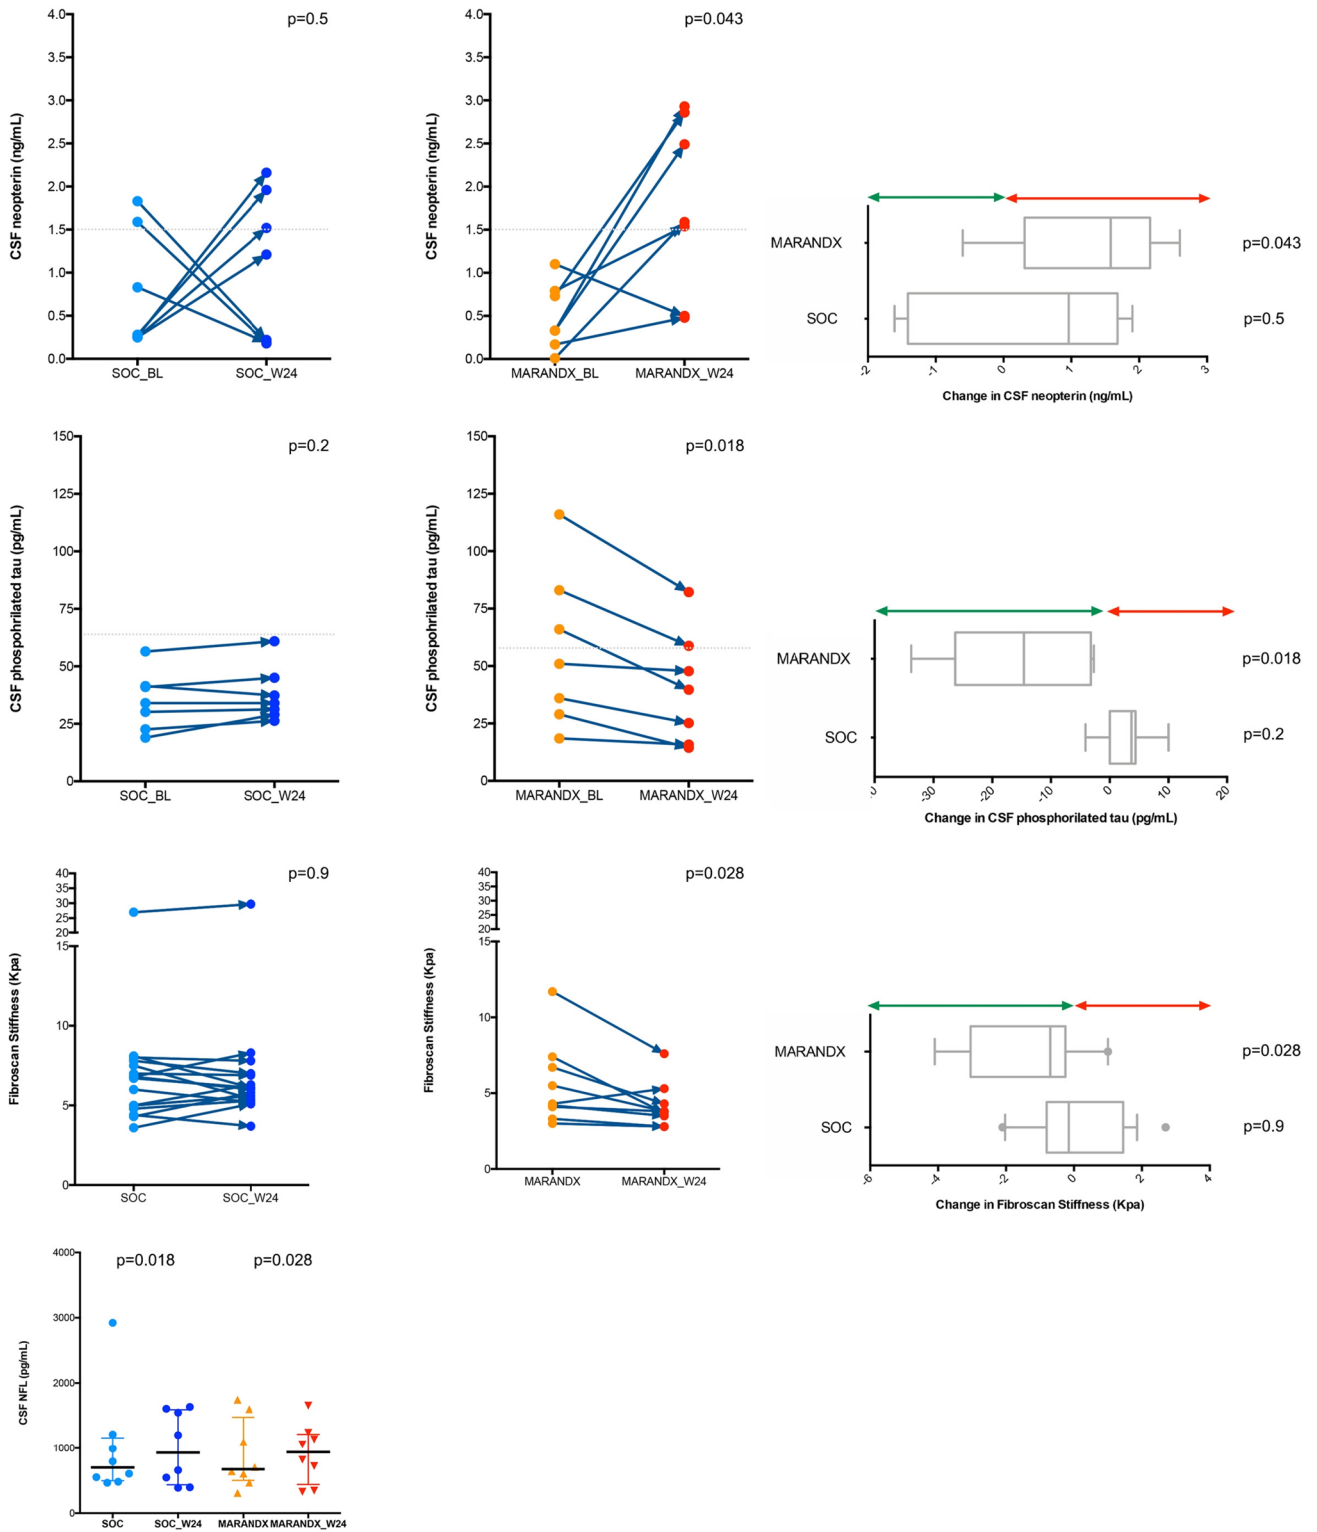 p=0.5
CSF neopterin (ng/mL)
4.0
3.5
3.0
2.5
2.0
1.5
1.0
0.5
0.0
SOC_BL SOC_W24
p=0.043
CSF neopterin (ng/mL)
4.0
3.5
3.0
2.5
2.0
1.5
1.0
0.5
0.0
MARANDX_BL MARANDX_W24
MARANDX p=0.043
SOC p=0.5
-2 -1 0 1 2 3
Change in CSF neopterin (ng/mL)
p=0.2
CSF phospohrilated tau (pg/mL)
150
125
100
75
50
25
0
SOC_BL SOC_W24
p=0.018
CSF phospohrilated tau (pg/mL)
150
125
100
75
50
25
0
MARANDX_BL MARANDX_W24
MARANDX p=0.018
SOC p=0.2
-30 -20 -10 0 10 20
Change in CSF phosphorilated tau (pg/mL)
p=0.9
Fibroscan Stiffness (Kpa)
40
35
30
25
20
15
10
5
0
SOC SOC_W24
p=0.028
Fibroscan Stiffness (Kpa)
40
35
30
25
20
15
10
5
0
MARANDX MARANDX_W24
MARANDX p=0.028
SOC p=0.9
-6 -4 -2 0 2 4
Change in Fibroscan Stiffness (Kpa)
p=0.018 p=0.028
CSF NFL (pg/mL)
4000
3000
2000
1000
0
SOC SOC_W24 MARANDX MARANDX_W24